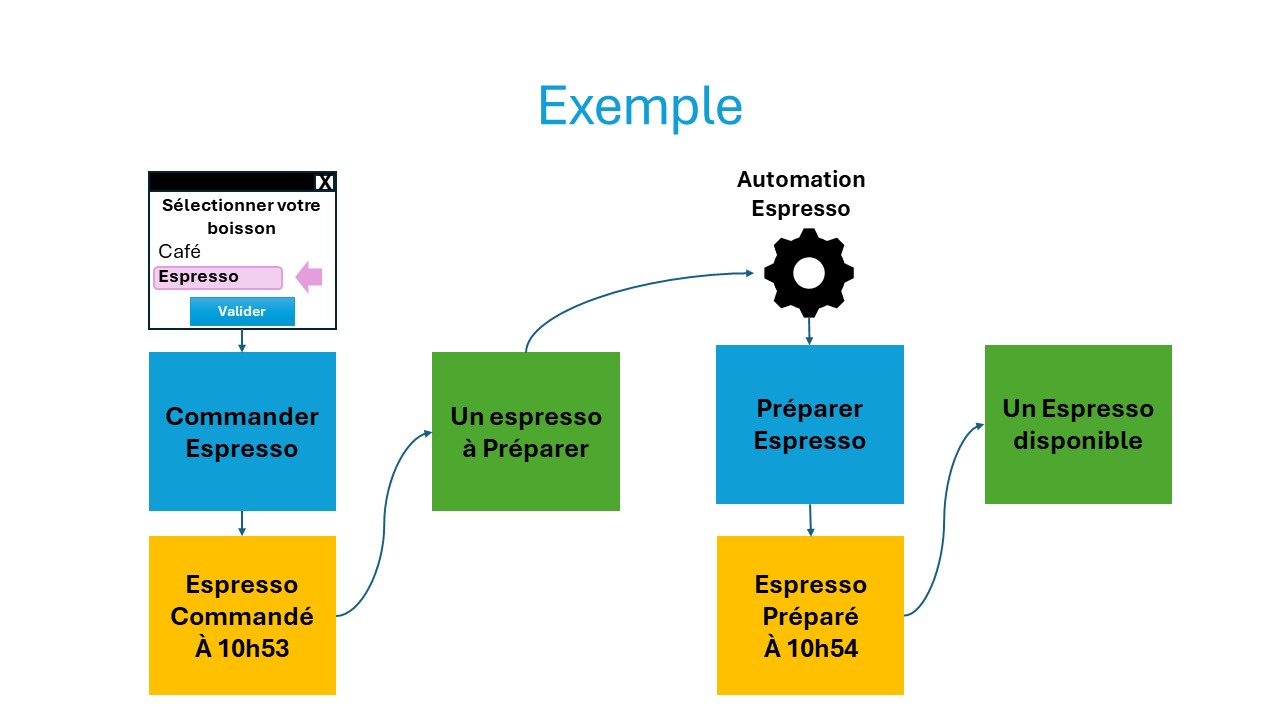 Exemple
X
Sélectionner votre
boisson
Café
Espresso
Valider
Commander
Espresso
Espresso
Commandé
À 10h53
Un espresso
à Préparer
Automation
Espresso
Préparer
Espresso
Espresso
Préparé
À 10h54
Un Espresso
disponible